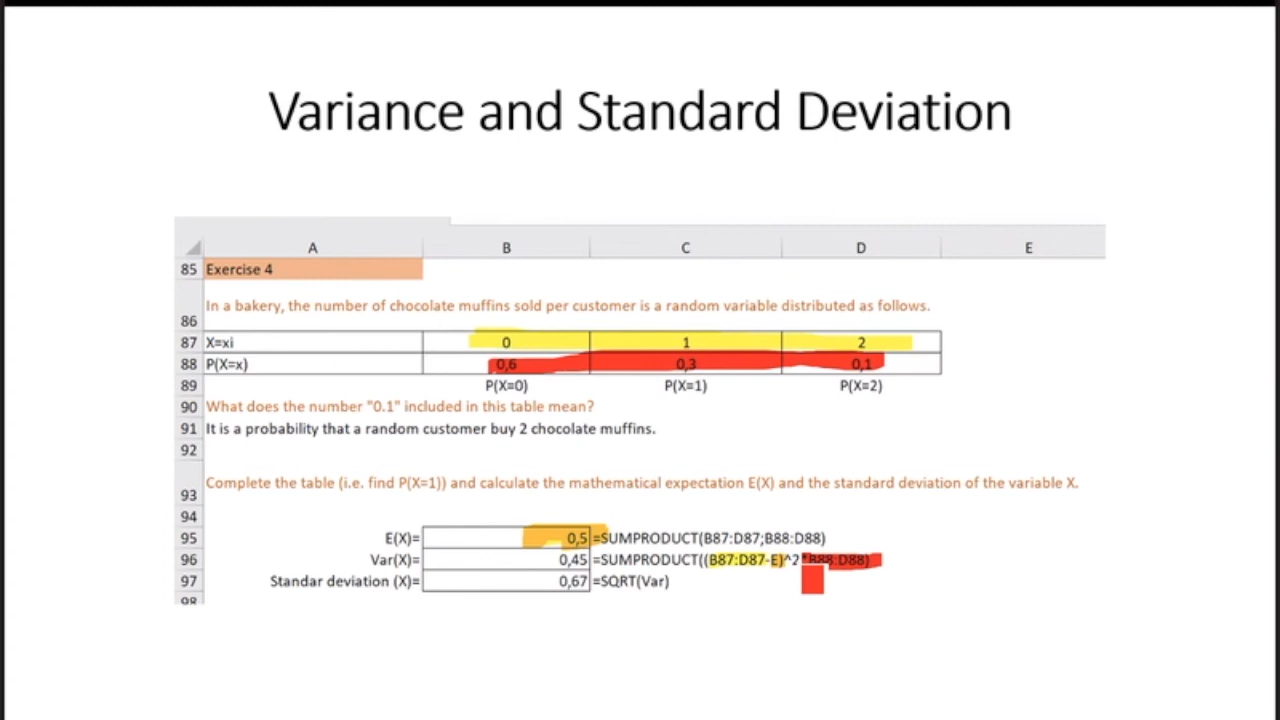 Variance and Standard Deviation
A B C D E
85 Exercise 4
86 In a bakery, the number of chocolate muffins sold per customer is a random variable distributed as follows.
87 X=xi 0 1 2
88 P(X=x) 0,6 0,3 0,1
89 P(X=0) P(X=1) P(X=2)
90 What does the number "0.1" included in this table mean?
91 It is a probability that a random customer buy 2 chocolate muffins.
92
93 Complete the table (i.e. find P(X=1)) and calculate the mathematical expectation E(X) and the standard deviation of the variable X.
94
95 E(X)= 0,5 =SUMPRODUCT(B87:D87;B88:D88)
96 Var(X)= 0,45 =SUMPRODUCT((B87:D87-E)^2*B88:D88)
97 Standar deviation (X)= 0,67 =SQRT(Var)
98